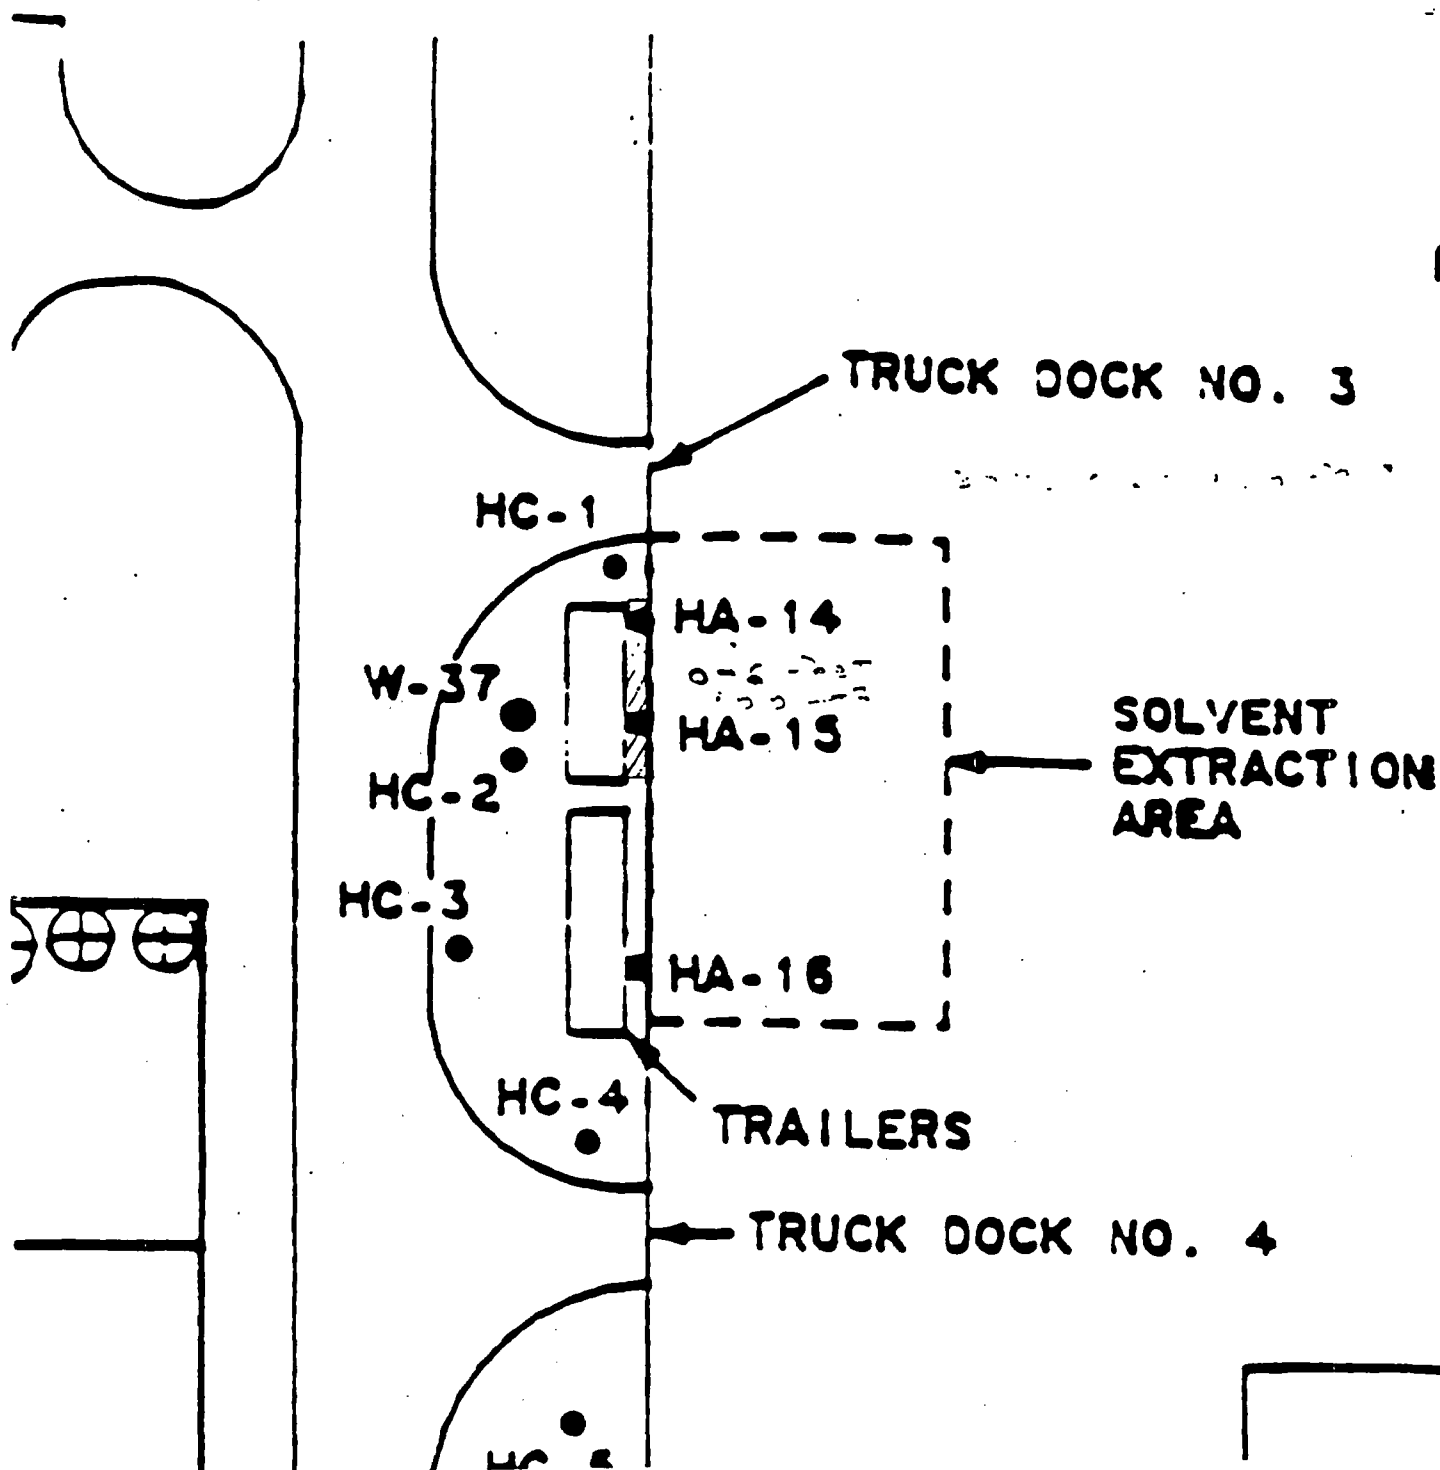 TRUCK DOCK NO. 3
HC-1
HA-14
W-37
HA-15
SOLVENT
EXTRACTION
AREA
HC-2
HC-3
HA-16
HC-4
TRAILERS
TRUCK DOCK NO. 4